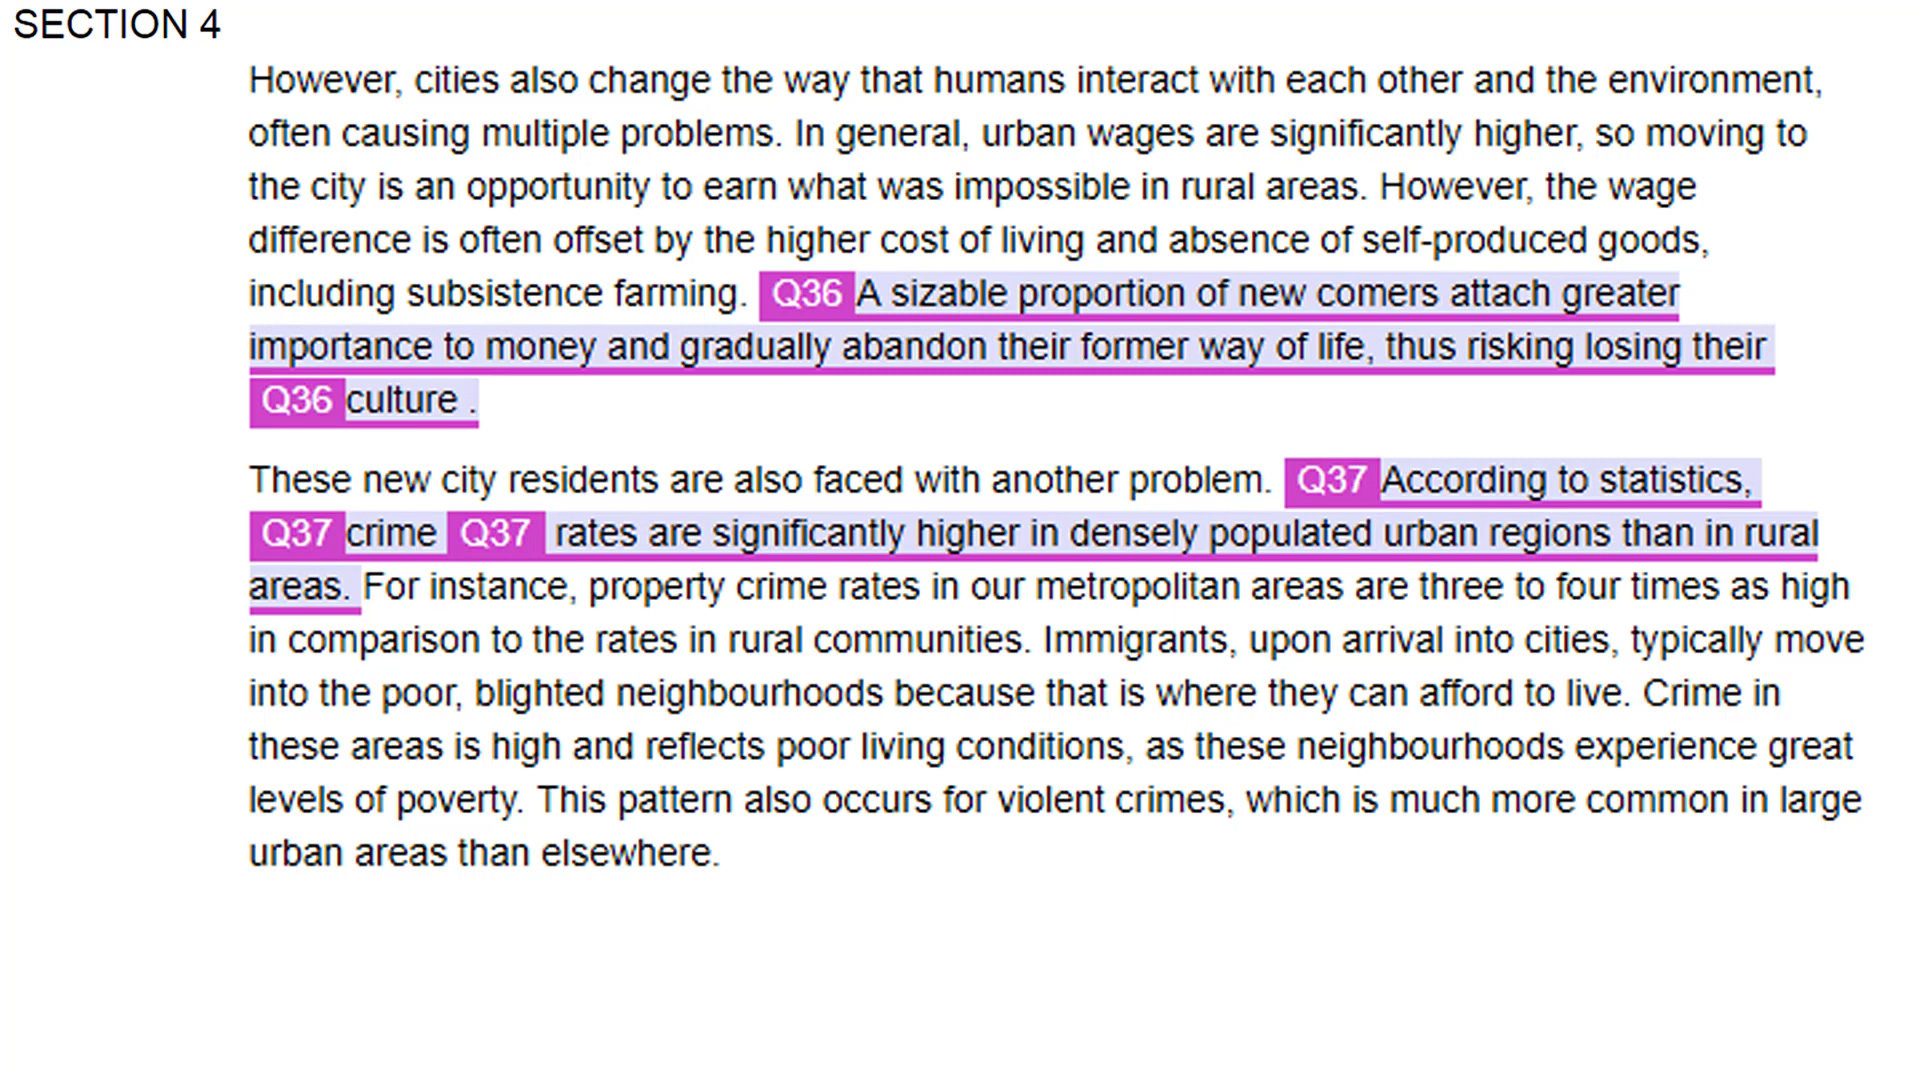 SECTION 4
However, cities also change the way that humans interact with each other and the environment,
often causing multiple problems. In general, urban wages are significantly higher, so moving to
the city is an opportunity to earn what was impossible in rural areas. However, the wage
difference is often offset by the higher cost of living and absence of self-produced goods,
including subsistence farming. Q36 A sizable proportion of new comers attach greater
importance to money and gradually abandon their former way of life, thus risking losing their
Q36 culture .
These new city residents are also faced with another problem. Q37 According to statistics,
Q37 crime Q37 rates are significantly higher in densely populated urban regions than in rural
areas. For instance, property crime rates in our metropolitan areas are three to four times as high
in comparison to the rates in rural communities. Immigrants, upon arrival into cities, typically move
into the poor, blighted neighbourhoods because that is where they can afford to live. Crime in
these areas is high and reflects poor living conditions, as these neighbourhoods experience great
levels of poverty. This pattern also occurs for violent crimes, which is much more common in large
urban areas than elsewhere.